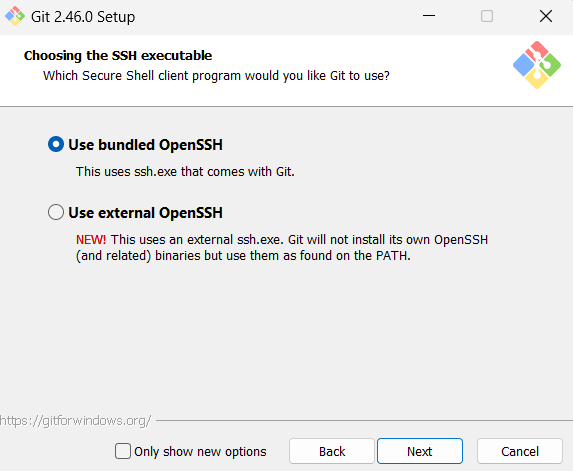 Git 2.46.0 Setup
Choosing the SSH executable
Which Secure Shell client program would you like Git to use?
Use bundled OpenSSH
This uses ssh.exe that comes with Git.
Use external OpenSSH
NEW! This uses an external ssh.exe. Git will not install its own OpenSSH
(and related) binaries but use them as found on the PATH.
https://gitforwindows.org/
Only show new options
Back
Next
Cancel